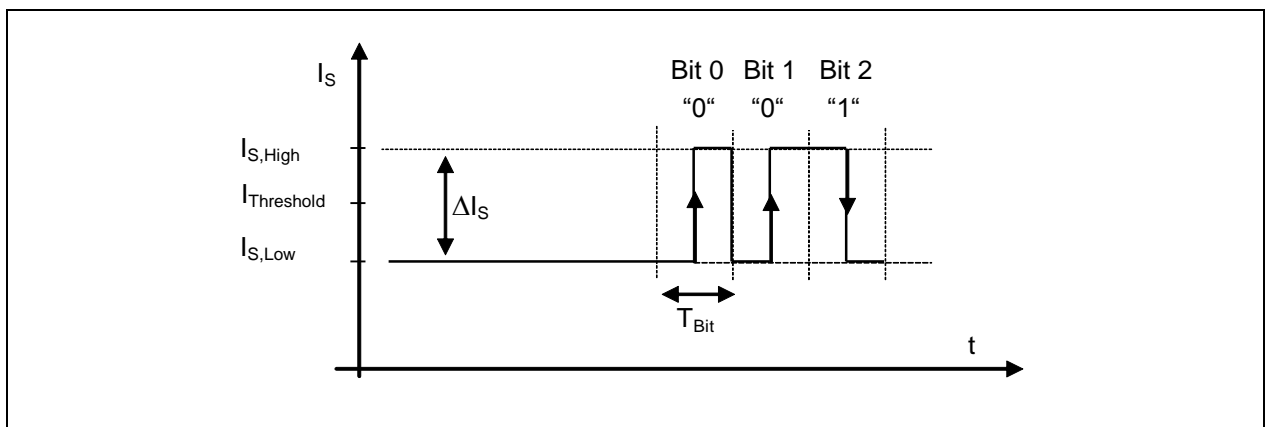 I_S
Bit 0 Bit 1 Bit 2
“0“ “0“ “1“
I_S,High
I_Threshold
ΔI_S
I_S,Low
T_Bit
t